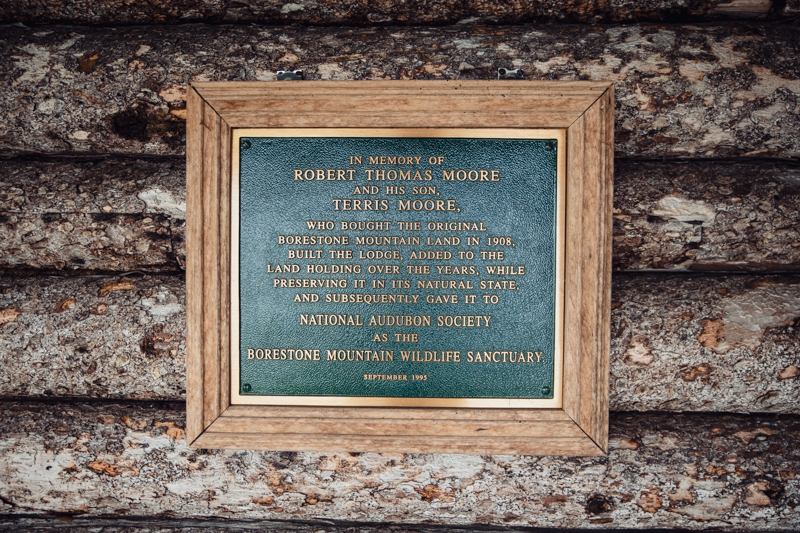 IN MEMORY OF
ROBERT THOMAS MOORE
AND HIS SON,
TERRIS MOORE,
WHO BOUGHT THE ORIGINAL
BORESTONE MOUNTAIN LAND IN 1908,
BUILT THE LODGE, ADDED TO THE
LAND HOLDING OVER THE YEARS, WHILE
PRESERVING IT IN ITS NATURAL STATE,
AND SUBSEQUENTLY GAVE IT TO
NATIONAL AUDUBON SOCIETY
AS THE
BORESTONE MOUNTAIN WILDLIFE SANCTUARY.
SEPTEMBER 1995